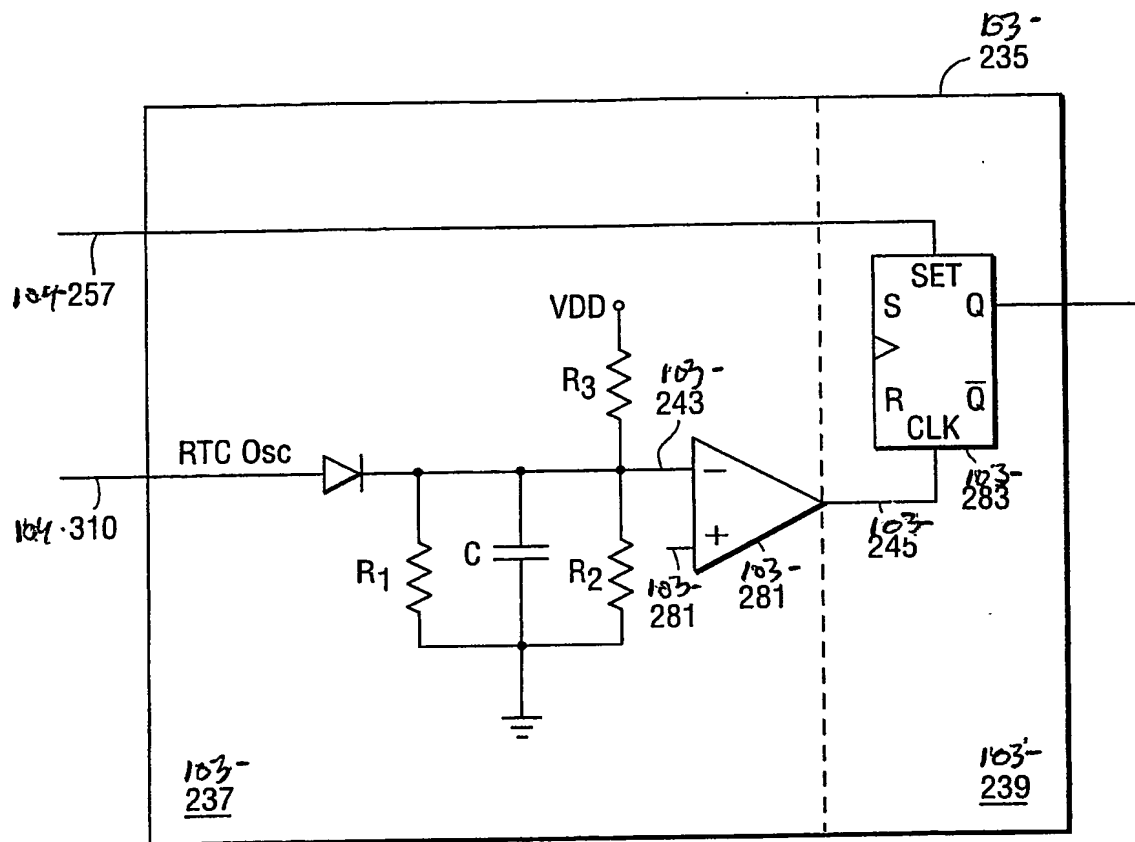 103-
235
104-257
SET
S Q
R Q̅
CLK
VDD
R3
103-
243
103-
283
RTC Osc
104-310
103-
245
R1
C
R2
−
+
103-
281
103-
281
103-
237
103-
239